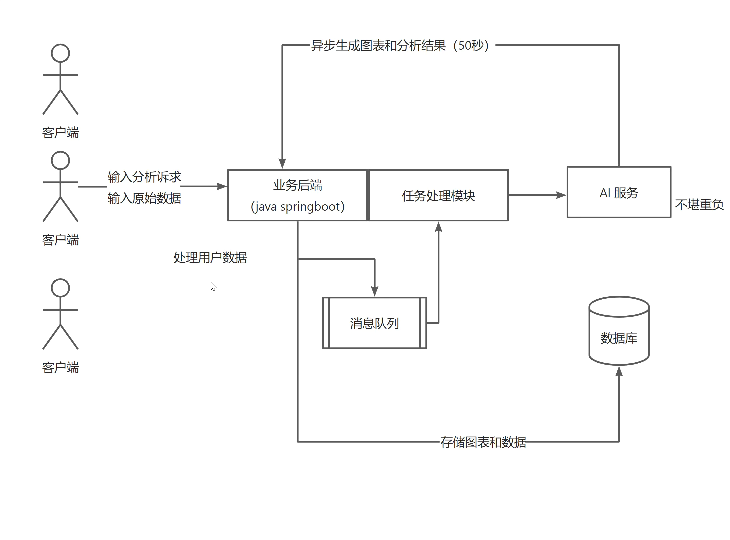 异步生成图表和分析结果（50秒）
客户端
输入分析诉求
输入原始数据
业务后端
（java springboot）
任务处理模块
AI 服务
不堪重负
客户端
处理用户数据
消息队列
数据库
客户端
存储图表和数据